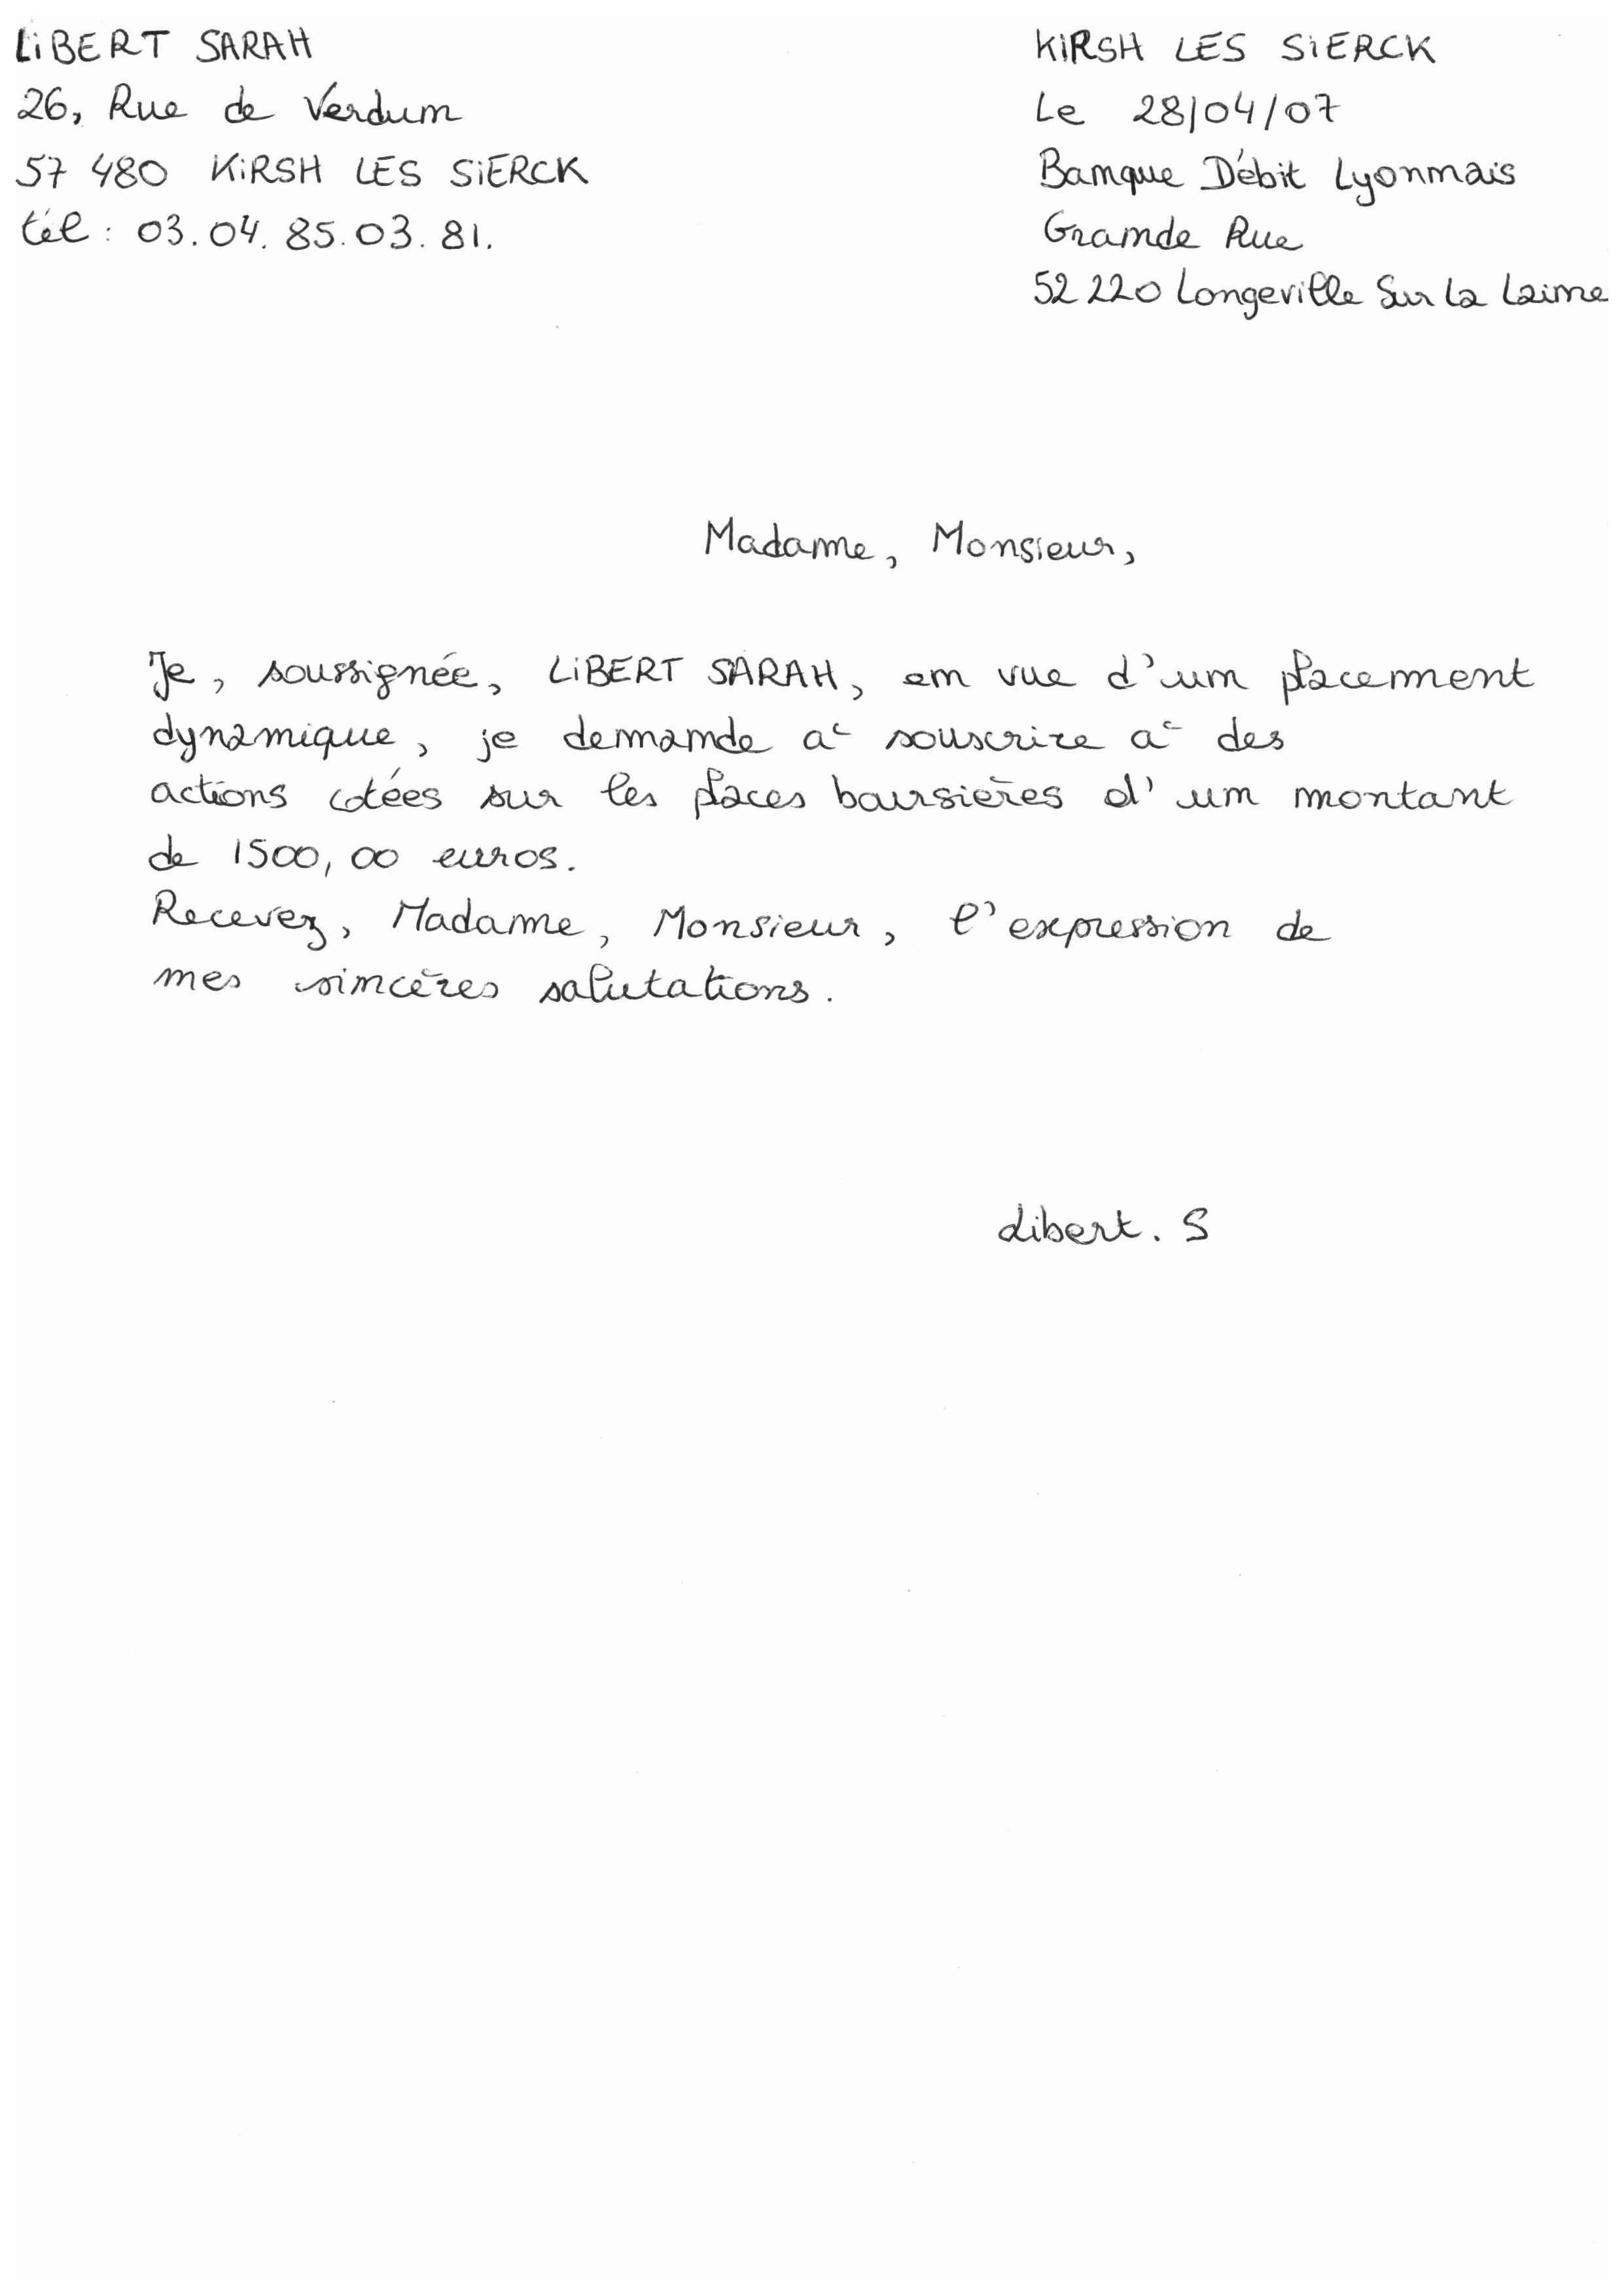 LIBERT SARAH
26, Rue de Verdun
57 480 KIRSH LES SIERCK
tél : 03.04.85.03.81.
KIRSH LES SIERCK
Le 28/04/07
Banque Débit Lyonnais
Grande Rue
52 220 Longeville Sur la Laine
Madame, Monsieur,
Je, soussignée, LIBERT SARAH, en vue d'un placement
dynamique, je demande à souscrire à des
actions cotées sur les places boursières d'un montant
de 1500,00 euros.
Recevez, Madame, Monsieur, l'expression de
mes sincères salutations.
Libert. S